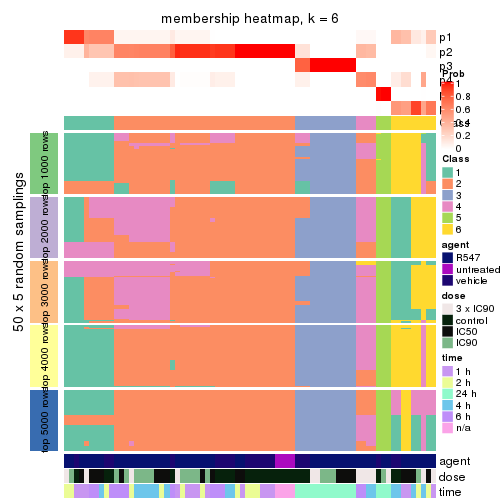 membership heatmap, k = 6
p1
p2
p3
p4
Prob
1
0.8
0.6
0.4
0.2
0
Class
1
2
3
4
5
6
agent
R547
untreated
vehicle
dose
3 x IC90
control
IC50
IC90
time
1 h
2 h
24 h
4 h
6 h
n/a
50 x 5 random samplings
top 1000 rows
top 2000 rows
top 3000 rows
top 4000 rows
top 5000 rows
agent
dose
time